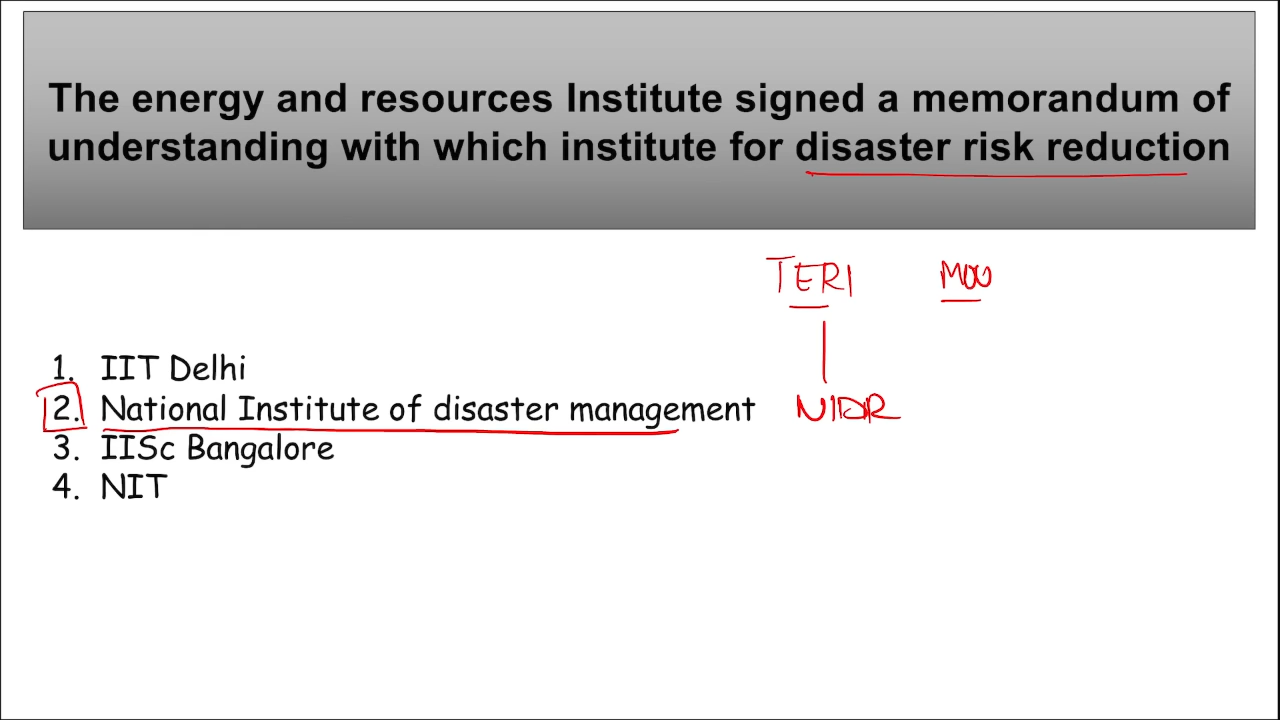 The energy and resources Institute signed a memorandum of
understanding with which institute for disaster risk reduction
TERI MOU
1. IIT Delhi
2. National Institute of disaster management NIDR
3. IISc Bangalore
4. NIT